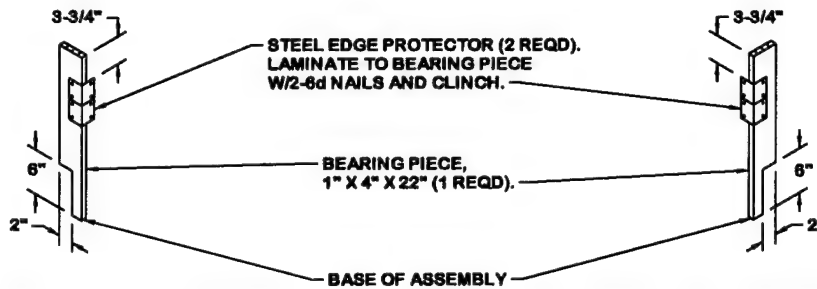 3-3/4"
3-3/4"
STEEL EDGE PROTECTOR (2 REQD).
LAMINATE TO BEARING PIECE
W/2-6d NAILS AND CLINCH.
6"
BEARING PIECE,
1" X 4" X 22" (1 REQD).
6"
2"
2
BASE OF ASSEMBLY